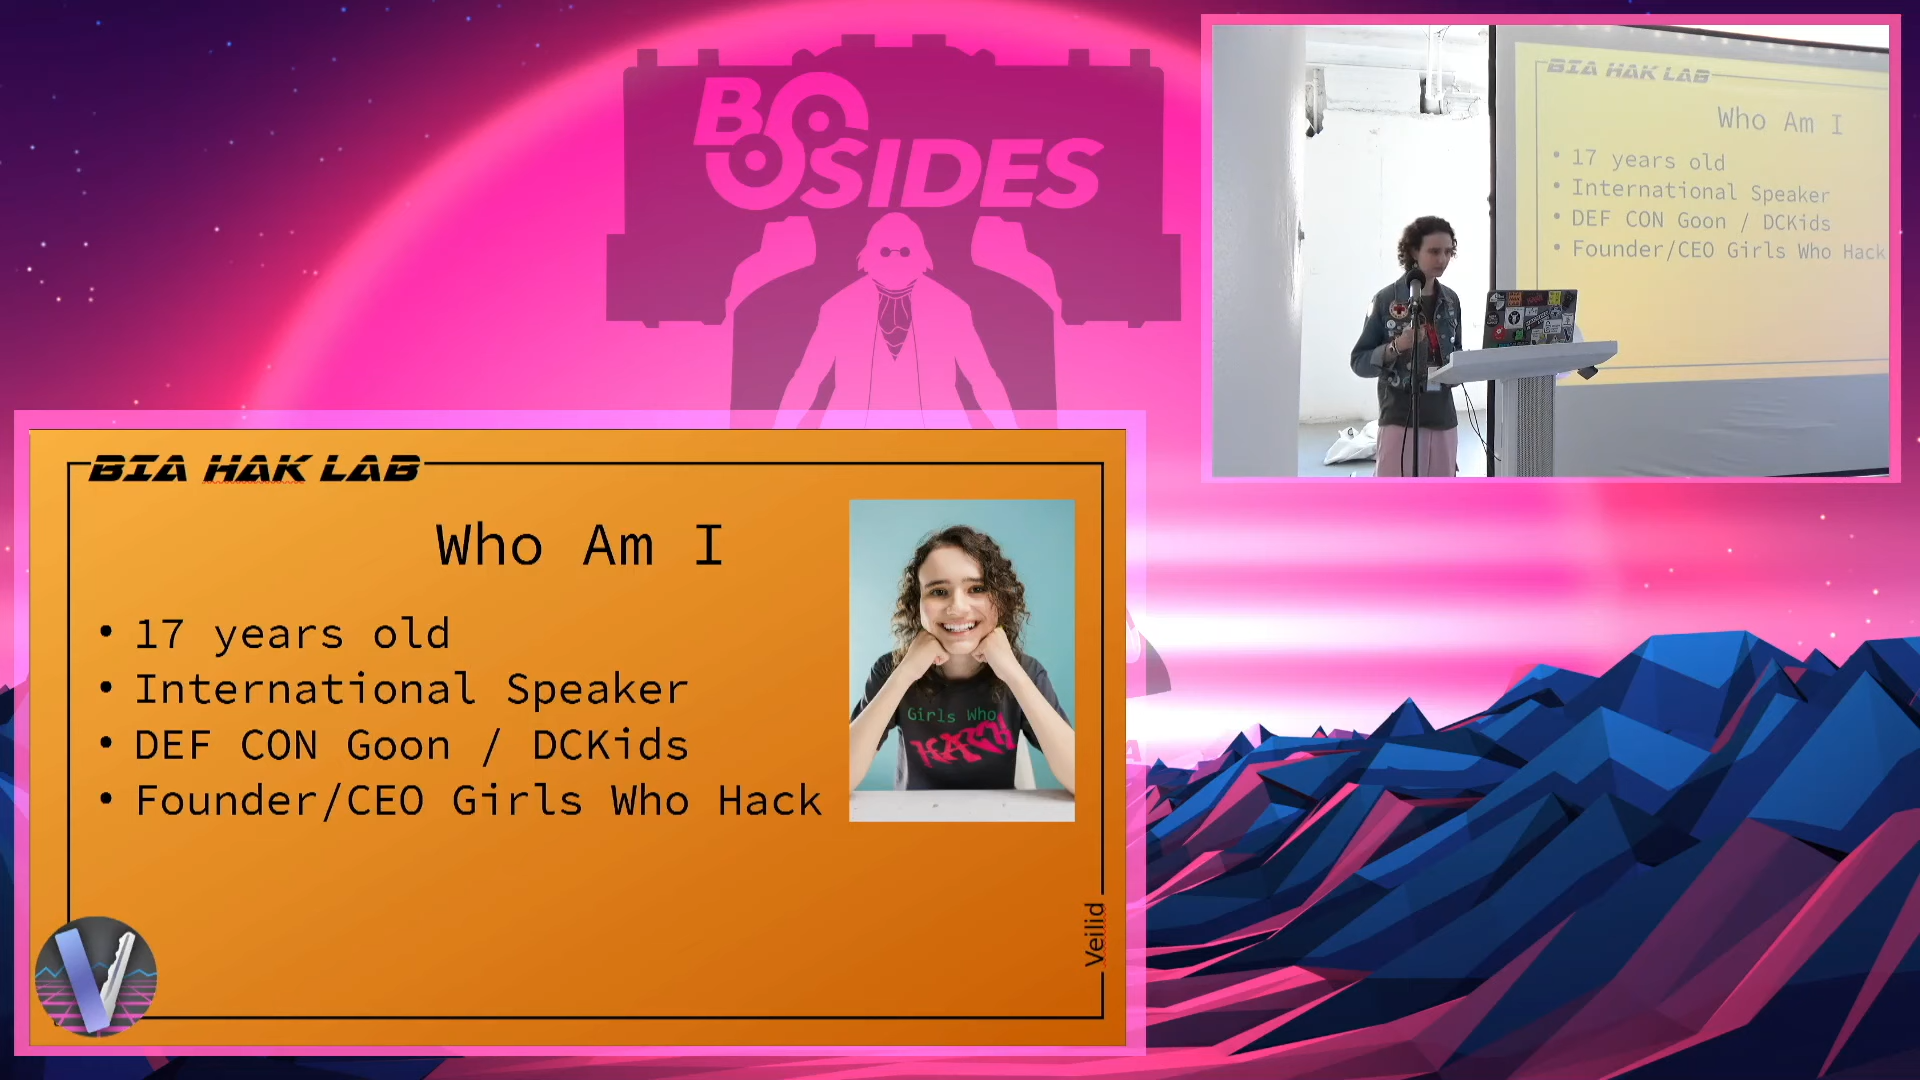 BSIDES
BIA HAK LAB
Who Am I
• 17 years old
• International Speaker
• DEF CON Goon / DCKids
• Founder/CEO Girls Who Hack
BIA HAK LAB
Who Am I
• 17 years old
• International Speaker
• DEF CON Goon / DCKids
• Founder/CEO Girls Who Hack
Girls Who
HACK
Veilid
V